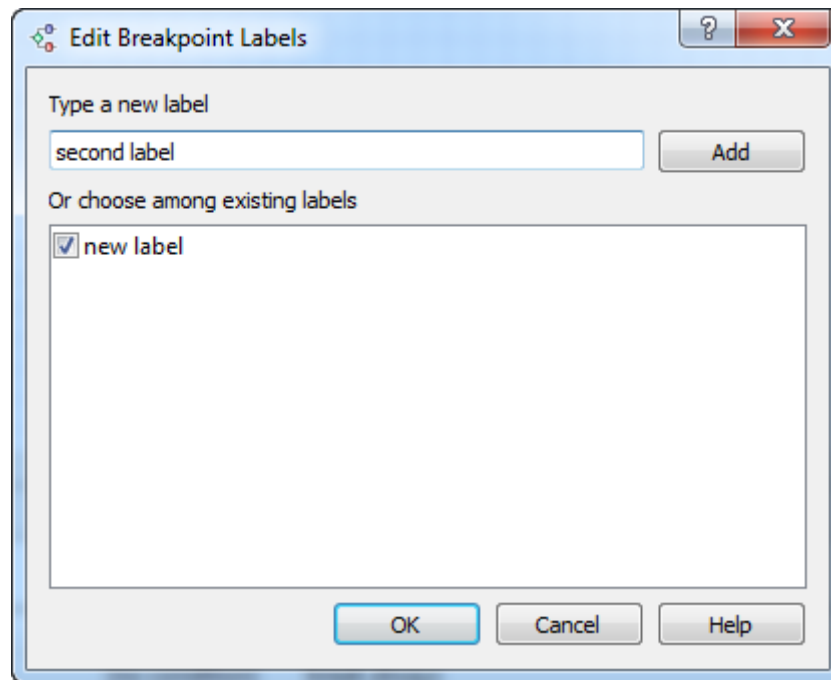 Edit Breakpoint Labels
?
Type a new label
second label
Add
Or choose among existing labels
new label
OK
Cancel
Help